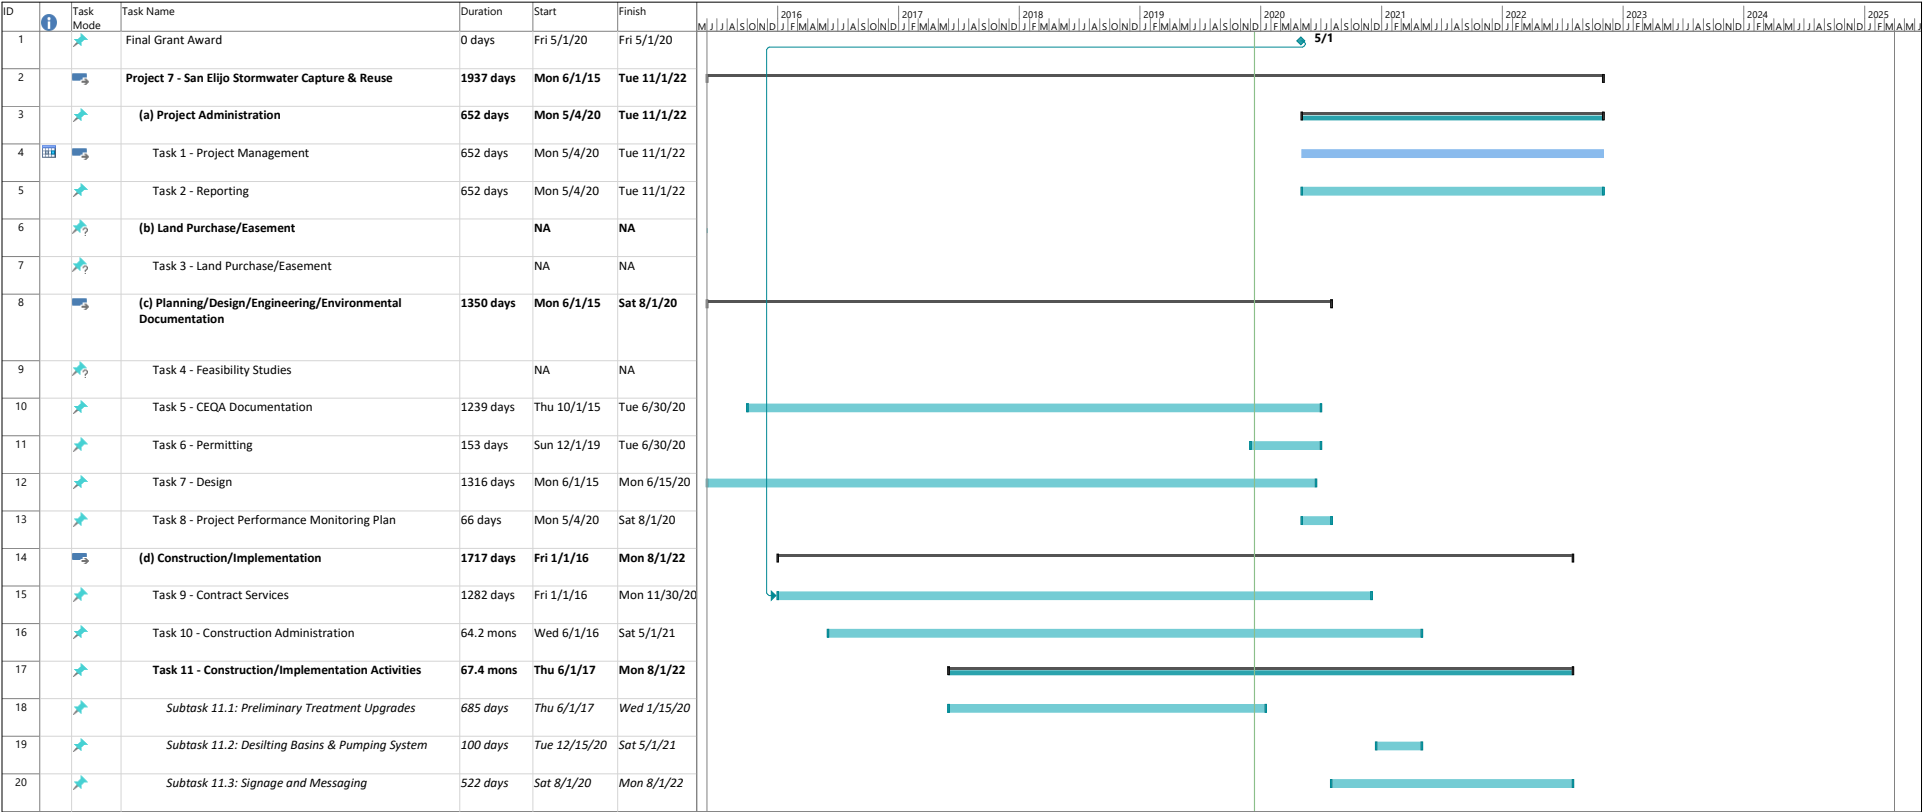 ID Task Mode Task Name Duration Start Finish
2016 2017 2018 2019 2020 2021 2022 2023 2024 2025
M J J A S O N D J F M A M J J A S O N D J F M A M J J A S O N D J F M A M J J A S O N D J F M A M J J A S O N D J F M A M J J A S O N D J F M A M J J A S O N D J F M A M J J A S O N D J F M A M J J A S O N D J F M A M J J A S O N D J F M A M J
1 Final Grant Award 0 days Fri 5/1/20 Fri 5/1/20 5/1
2 Project 7 - San Elijo Stormwater Capture & Reuse 1937 days Mon 6/1/15 Tue 11/1/22
3 (a) Project Administration 652 days Mon 5/4/20 Tue 11/1/22
4 Task 1 - Project Management 652 days Mon 5/4/20 Tue 11/1/22
5 Task 2 - Reporting 652 days Mon 5/4/20 Tue 11/1/22
6 (b) Land Purchase/Easement NA NA
7 Task 3 - Land Purchase/Easement NA NA
8 (c) Planning/Design/Engineering/Environmental 1350 days Mon 6/1/15 Sat 8/1/20
Documentation
9 Task 4 - Feasibility Studies NA NA
10 Task 5 - CEQA Documentation 1239 days Thu 10/1/15 Tue 6/30/20
11 Task 6 - Permitting 153 days Sun 12/1/19 Tue 6/30/20
12 Task 7 - Design 1316 days Mon 6/1/15 Mon 6/15/20
13 Task 8 - Project Performance Monitoring Plan 66 days Mon 5/4/20 Sat 8/1/20
14 (d) Construction/Implementation 1717 days Fri 1/1/16 Mon 8/1/22
15 Task 9 - Contract Services 1282 days Fri 1/1/16 Mon 11/30/20
16 Task 10 - Construction Administration 64.2 mons Wed 6/1/16 Sat 5/1/21
17 Task 11 - Construction/Implementation Activities 67.4 mons Thu 6/1/17 Mon 8/1/22
18 Subtask 11.1: Preliminary Treatment Upgrades 685 days Thu 6/1/17 Wed 1/15/20
19 Subtask 11.2: Desilting Basins & Pumping System 100 days Tue 12/15/20 Sat 5/1/21
20 Subtask 11.3: Signage and Messaging 522 days Sat 8/1/20 Mon 8/1/22